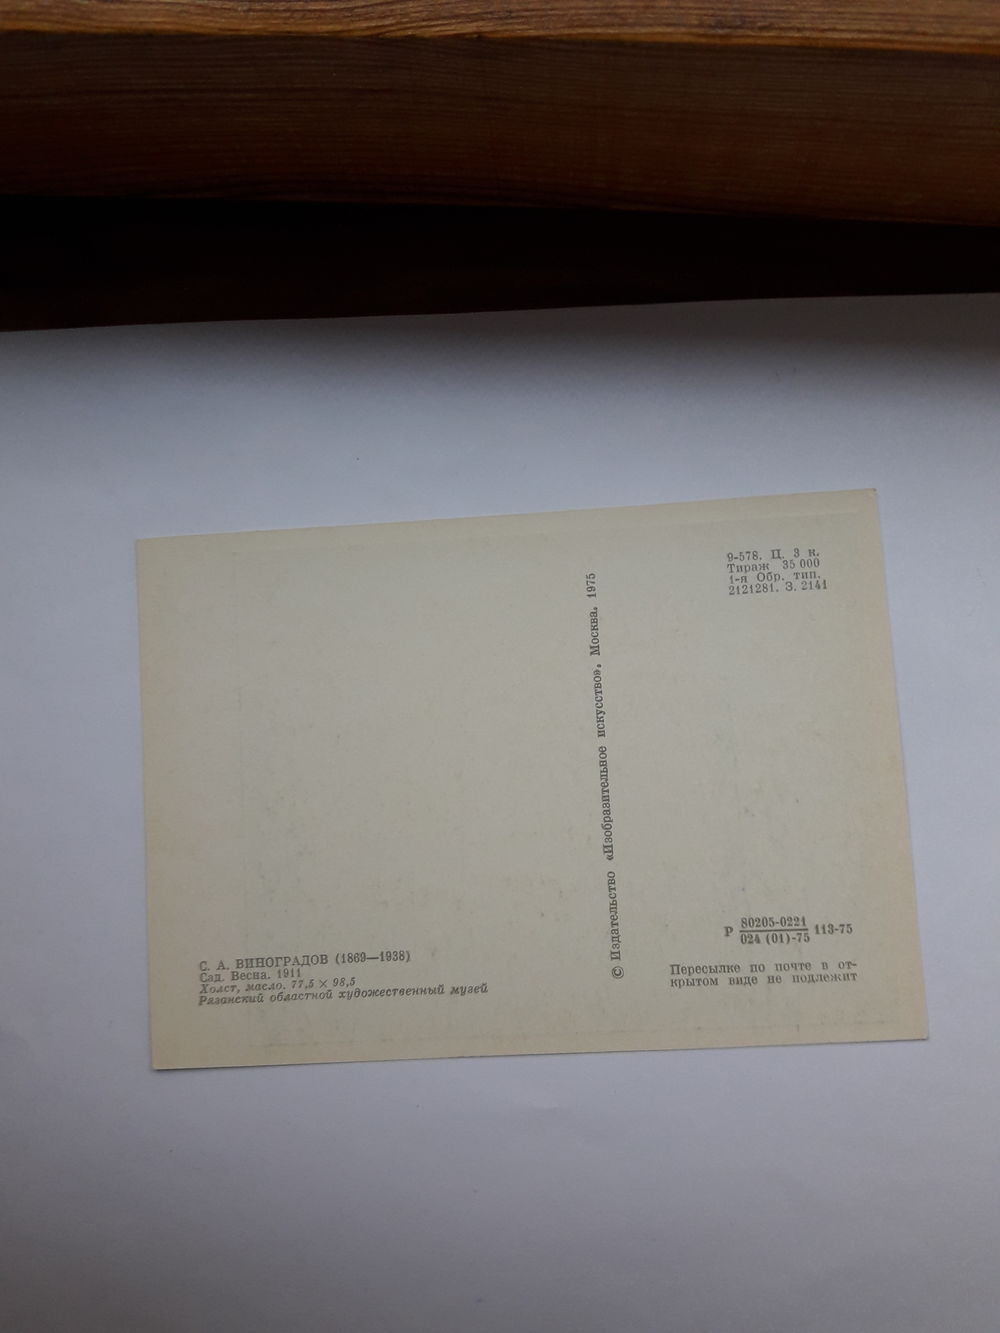 С. А. ВИНОГРАДОВ (1869—1938)
Сад. Весна. 1911
Холст, масло. 77,5 × 98,5
Рязанский областной художественный музей
© Издательство «Изобразительное искусство». Москва. 1975
9-578. Ц. 3 к.
Тираж 35 000
1-я Обр. тип.
2121281. З. 2141
Р 80205-0221 113-75
024 (01)-75
Пересылке по почте в от-
крытом виде не подлежит